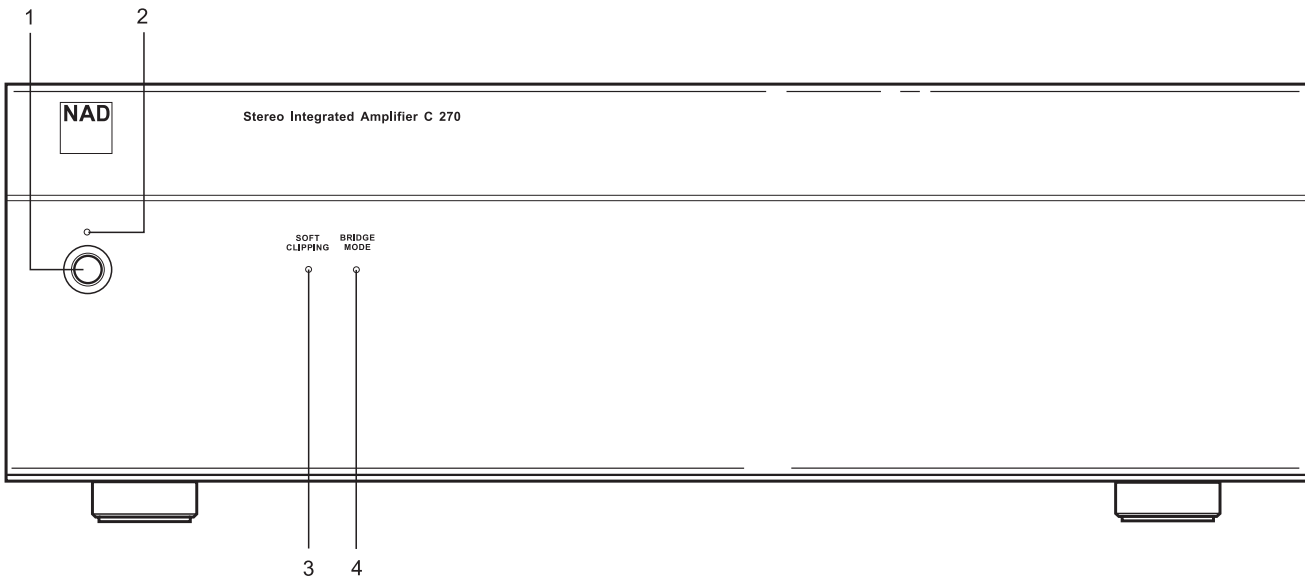 1 2
NAD
Stereo Integrated Amplifier C 270
SOFT
CLIPPING
BRIDGE
MODE
3 4